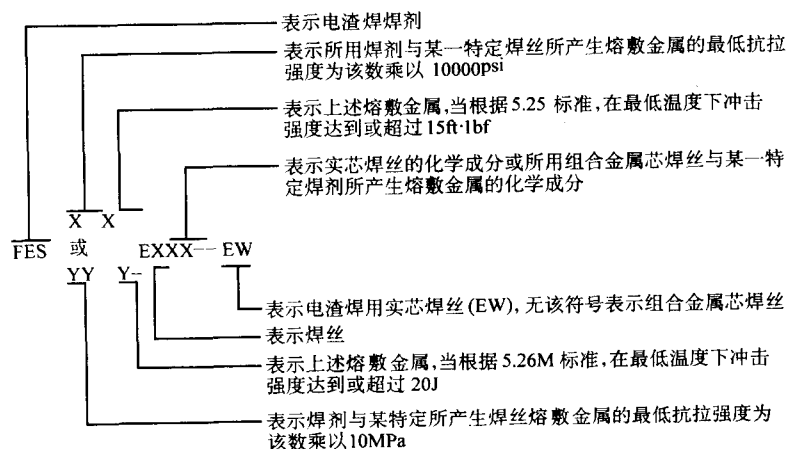 表示电渣焊焊剂
表示所用焊剂与某一特定焊丝所产生熔敷金属的最低抗拉
强度为该数乘以 10000psi
表示上述熔敷金属,当根据5.25 标准,在最低温度下冲击
强度达到或超过 15ft·1bf
表示实芯焊丝的化学成分或所用组合金属芯焊丝与某一特
定焊剂所产生熔敷金属的化学成分
X X
FES 或 EXXX-- EW
YY Y-
表示电渣焊用实芯焊丝(EW),无该符号表示组合金属芯焊丝
表示焊丝
表示上述熔敷金属,当根据 5.26M 标准,在最低温度下冲击
强度达到或超过 20J
表示焊剂与某特定所产生焊丝熔敷金属的最低抗拉强度为
该数乘以10MPa